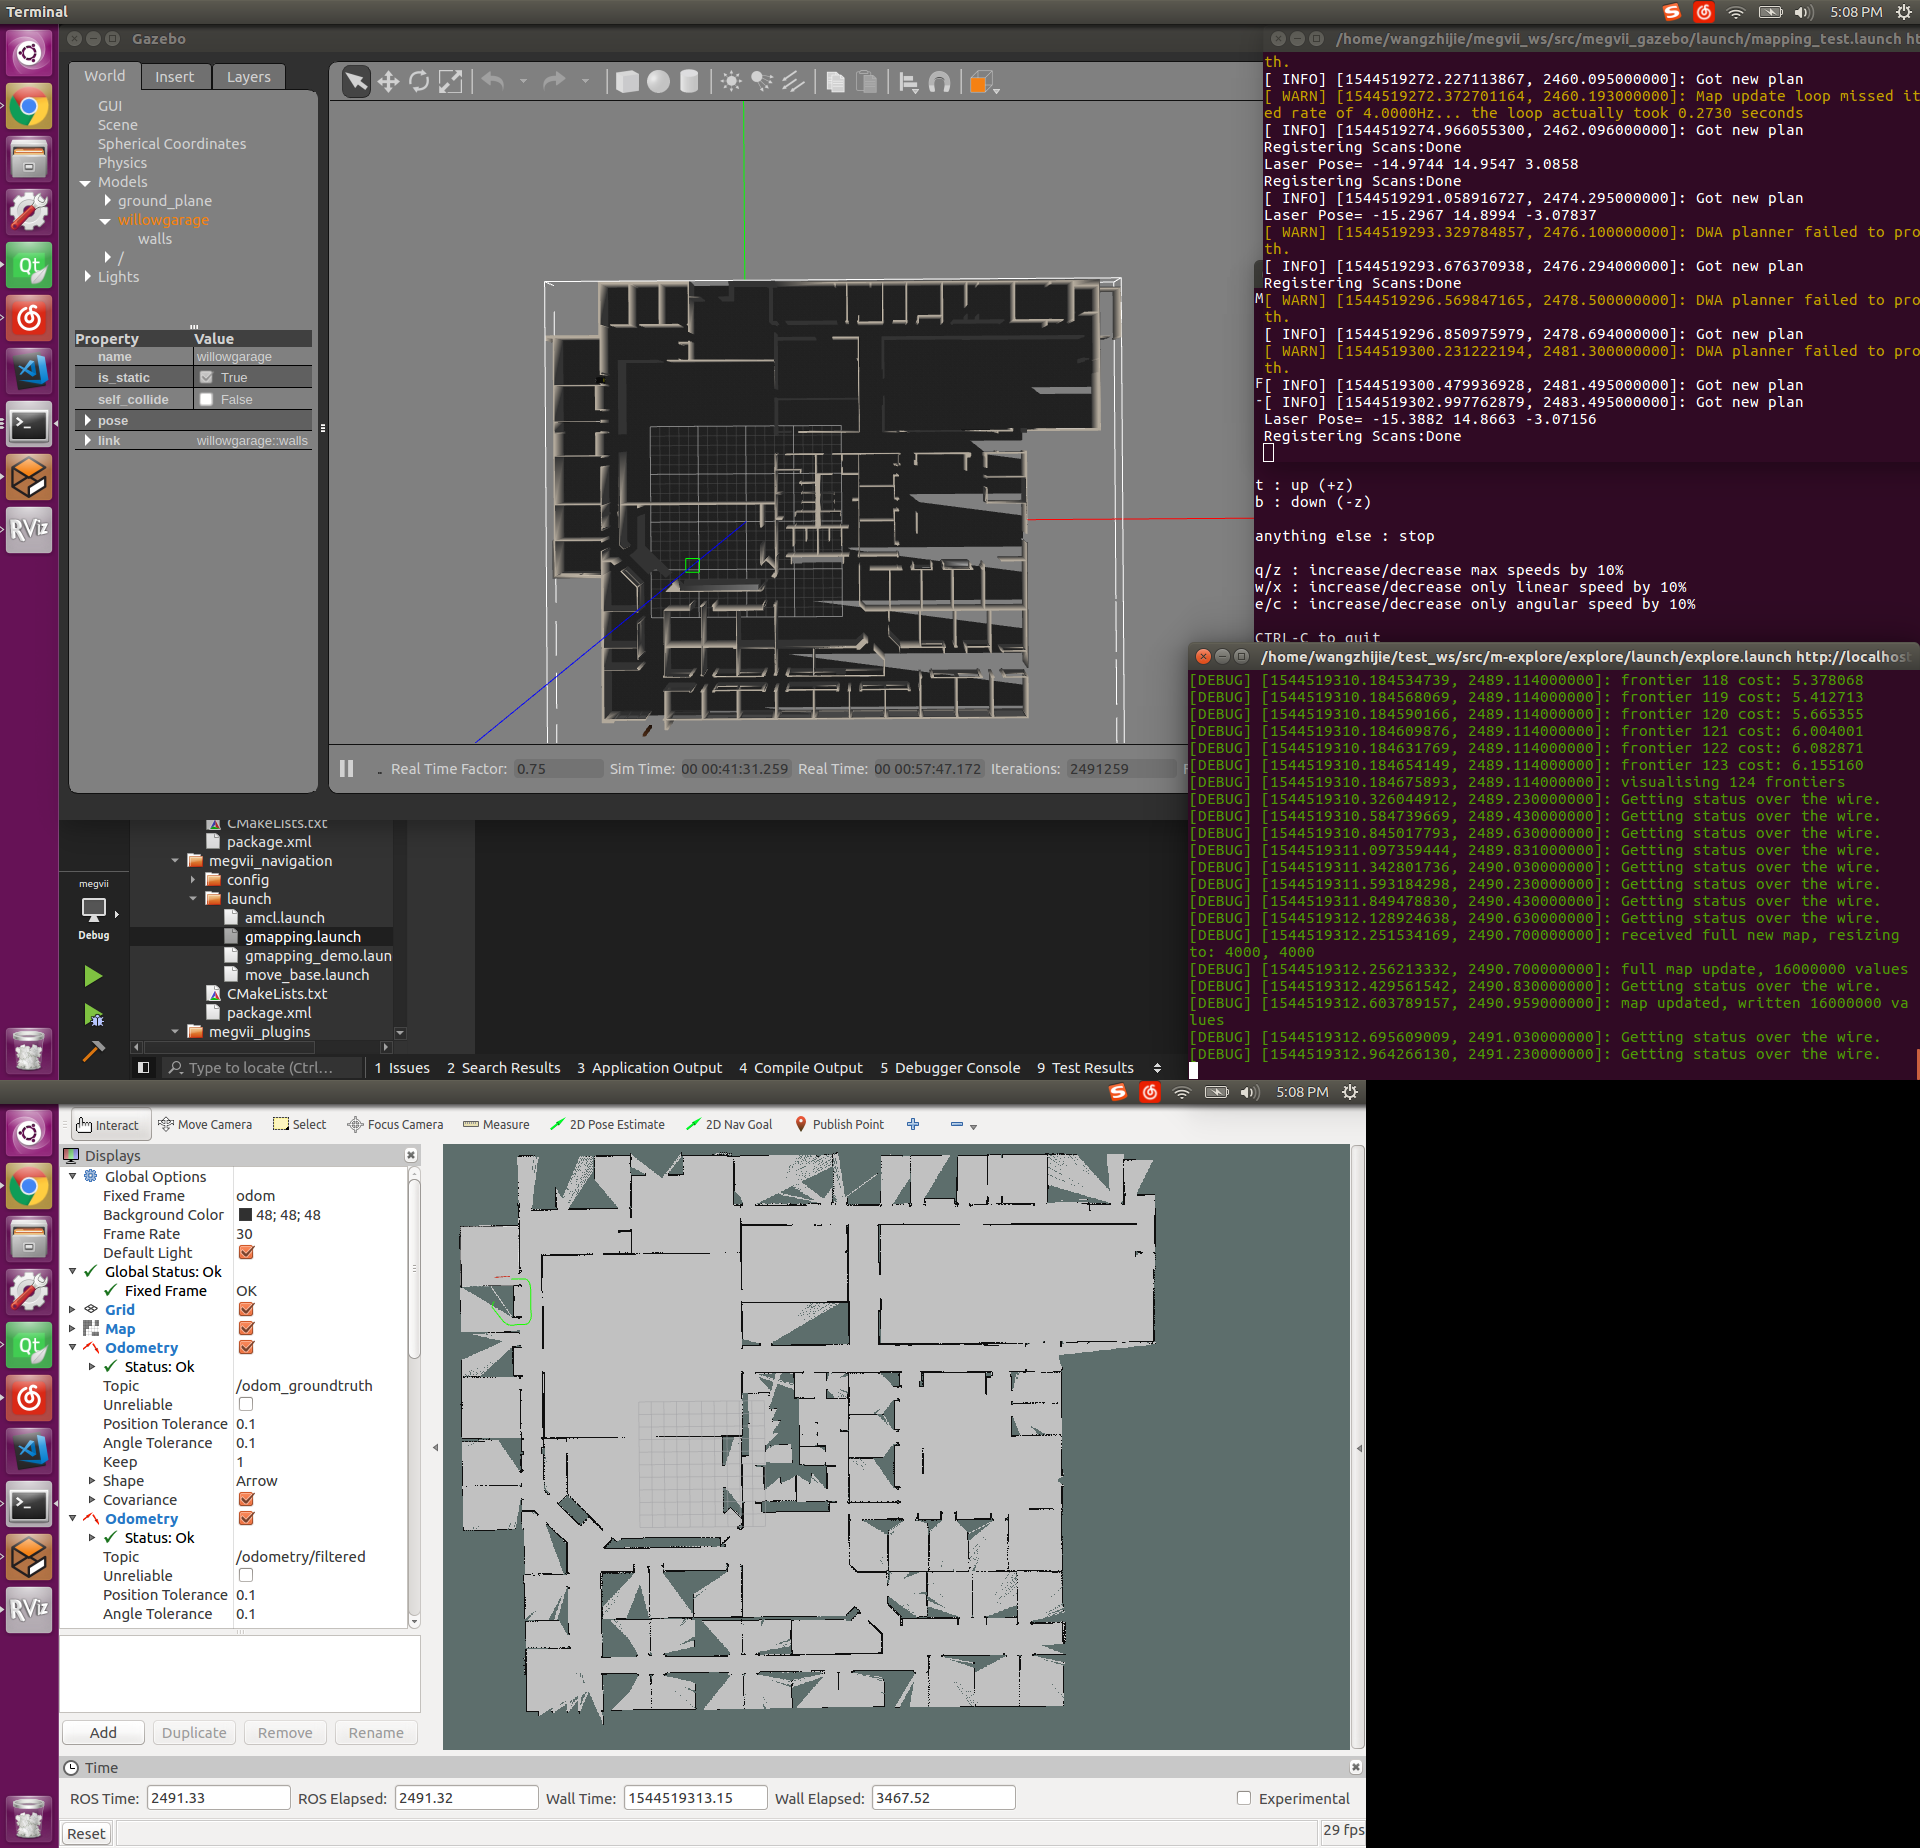 Terminal
5:08 PM
Gazebo
World
Insert
Layers
GUI
Scene
Spherical Coordinates
Physics
Models
ground_plane
willowgarage
walls
/
Lights
Property Value
name willowgarage
is_static True
self_collide False
pose
link willowgarage::walls
Real Time Factor: 0.75 Sim Time: 00 00:41:31.259 Real Time: 00 00:57:47.172 Iterations: 2491259
/home/wangzhijie/megvii_ws/src/megvii_gazebo/launch/mapping_test.launch
th.
[ INFO] [1544519272.227113867, 2460.095000000]: Got new plan
[ WARN] [1544519272.372701164, 2460.193000000]: Map update loop missed it
ed rate of 4.0000Hz... the loop actually took 0.2730 seconds
[ INFO] [1544519274.966055300, 2462.096000000]: Got new plan
Registering Scans:Done
Laser Pose= -14.9744 14.9547 3.0858
Registering Scans:Done
[ INFO] [1544519291.058916727, 2474.295000000]: Got new plan
Laser Pose= -15.2967 14.8994 -3.07837
[ WARN] [1544519293.329784857, 2476.100000000]: DWA planner failed to pro
th.
[ INFO] [1544519293.676370938, 2476.294000000]: Got new plan
Registering Scans:Done
[ WARN] [1544519296.569847165, 2478.500000000]: DWA planner failed to pro
th.
[ INFO] [1544519296.850975979, 2478.694000000]: Got new plan
[ WARN] [1544519300.231222194, 2481.300000000]: DWA planner failed to pro
th.
[ INFO] [1544519300.479936928, 2481.495000000]: Got new plan
[ INFO] [1544519302.997762879, 2483.495000000]: Got new plan
Laser Pose= -15.3882 14.8663 -3.07156
Registering Scans:Done
t : up (+z)
b : down (-z)
anything else : stop
q/z : increase/decrease max speeds by 10%
w/x : increase/decrease only linear speed by 10%
e/c : increase/decrease only angular speed by 10%
CTRL-C to quit
/home/wangzhijie/test_ws/src/m-explore/explore/launch/explore.launch http://localhost
[DEBUG] [1544519310.184534739, 2489.114000000]: frontier 118 cost: 5.378068
[DEBUG] [1544519310.184568069, 2489.114000000]: frontier 119 cost: 5.412713
[DEBUG] [1544519310.184590166, 2489.114000000]: frontier 120 cost: 5.665355
[DEBUG] [1544519310.184609876, 2489.114000000]: frontier 121 cost: 6.004001
[DEBUG] [1544519310.184631769, 2489.114000000]: frontier 122 cost: 6.082871
[DEBUG] [1544519310.184654149, 2489.114000000]: frontier 123 cost: 6.155160
[DEBUG] [1544519310.184675893, 2489.114000000]: visualising 124 frontiers
[DEBUG] [1544519310.326044912, 2489.230000000]: Getting status over the wire.
[DEBUG] [1544519310.584739669, 2489.430000000]: Getting status over the wire.
[DEBUG] [1544519310.845017793, 2489.630000000]: Getting status over the wire.
[DEBUG] [1544519311.097359444, 2489.831000000]: Getting status over the wire.
[DEBUG] [1544519311.342801736, 2490.030000000]: Getting status over the wire.
[DEBUG] [1544519311.593184298, 2490.230000000]: Getting status over the wire.
[DEBUG] [1544519311.849478830, 2490.430000000]: Getting status over the wire.
[DEBUG] [1544519312.128924638, 2490.630000000]: Getting status over the wire.
[DEBUG] [1544519312.251534169, 2490.700000000]: received full new map, resizing
to: 4000, 4000
[DEBUG] [1544519312.256213332, 2490.700000000]: full map update, 16000000 values
[DEBUG] [1544519312.429561542, 2490.830000000]: Getting status over the wire.
[DEBUG] [1544519312.603789157, 2490.959000000]: map updated, written 16000000 va
lues
[DEBUG] [1544519312.695609009, 2491.030000000]: Getting status over the wire.
[DEBUG] [1544519312.964266130, 2491.230000000]: Getting status over the wire.
CMakeLists.txt
package.xml
megvii_navigation
config
launch
amcl.launch
gmapping.launch
gmapping_demo.laun
move_base.launch
CMakeLists.txt
package.xml
megvii_plugins
megvii
Debug
Type to locate (Ctrl...
1 Issues 2 Search Results 3 Application Output 4 Compile Output 5 Debugger Console 9 Test Results
5:08 PM
Interact Move Camera Select Focus Camera Measure 2D Pose Estimate 2D Nav Goal Publish Point
Displays
Global Options
Fixed Frame odom
Background Color 48; 48; 48
Frame Rate 30
Default Light
Global Status: Ok
Fixed Frame OK
Grid
Map
Odometry
Status: Ok
Topic /odom_groundtruth
Unreliable
Position Tolerance 0.1
Angle Tolerance 0.1
Keep 1
Shape Arrow
Covariance
Odometry
Status: Ok
Topic /odometry/filtered
Unreliable
Position Tolerance 0.1
Angle Tolerance 0.1
Add Duplicate Remove Rename
Time
ROS Time: 2491.33 ROS Elapsed: 2491.32 Wall Time: 1544519313.15 Wall Elapsed: 3467.52 Experimental
Reset 29 fps
Qt
RViz
Qt
RViz